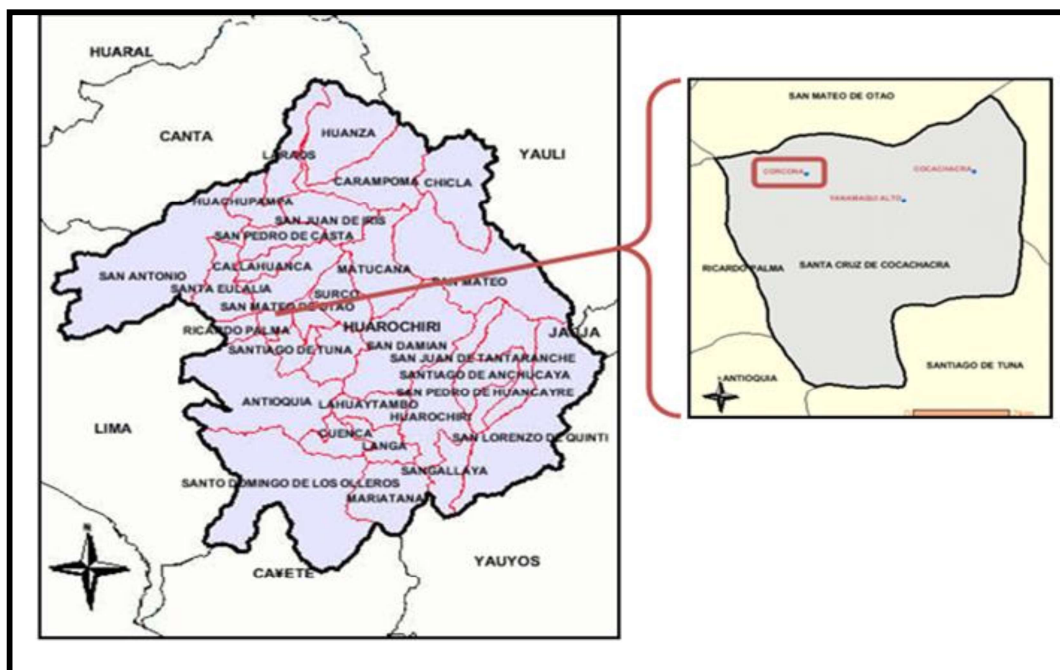 HUARAL
CANTA
HUANZA
YAULI
LARAOS
CARAMPOMA
CHICLA
HUACHUPAMPA
SAN JUAN DE IRIS
SAN PEDRO DE CASTA
CALLAHUANCA
MATUCANA
SAN ANTONIO
SANTA EULALIA
SURCO
SAN MATEO
SAN MATEO DE OTAO
RICARDO PALMA
HUAROCHIRI
JAUJA
SANTIAGO DE TUNA
SAN DAMIAN
SAN JUAN DE TANTARANCHE
SANTIAGO DE ANCHUCAYA
SAN PEDRO DE HUANCAYRE
ANTIOQUIA
LAHUAYTAMBO
HUAROCHIRI
LIMA
CUENCA
LANGA
SAN LORENZO DE QUINTI
SANGALLAYA
SANTO DOMINGO DE LOS OLLEROS
MARIATANA
N
YAUYOS
CA¥ETE
SAN MATEO DE OTAO
CORCONA
COCACHACRA
YANAMAQUI ALTO
RICARDO PALMA
SANTA CRUZ DE COCACHACRA
SANTIAGO DE TUNA
ANTIOQUIA